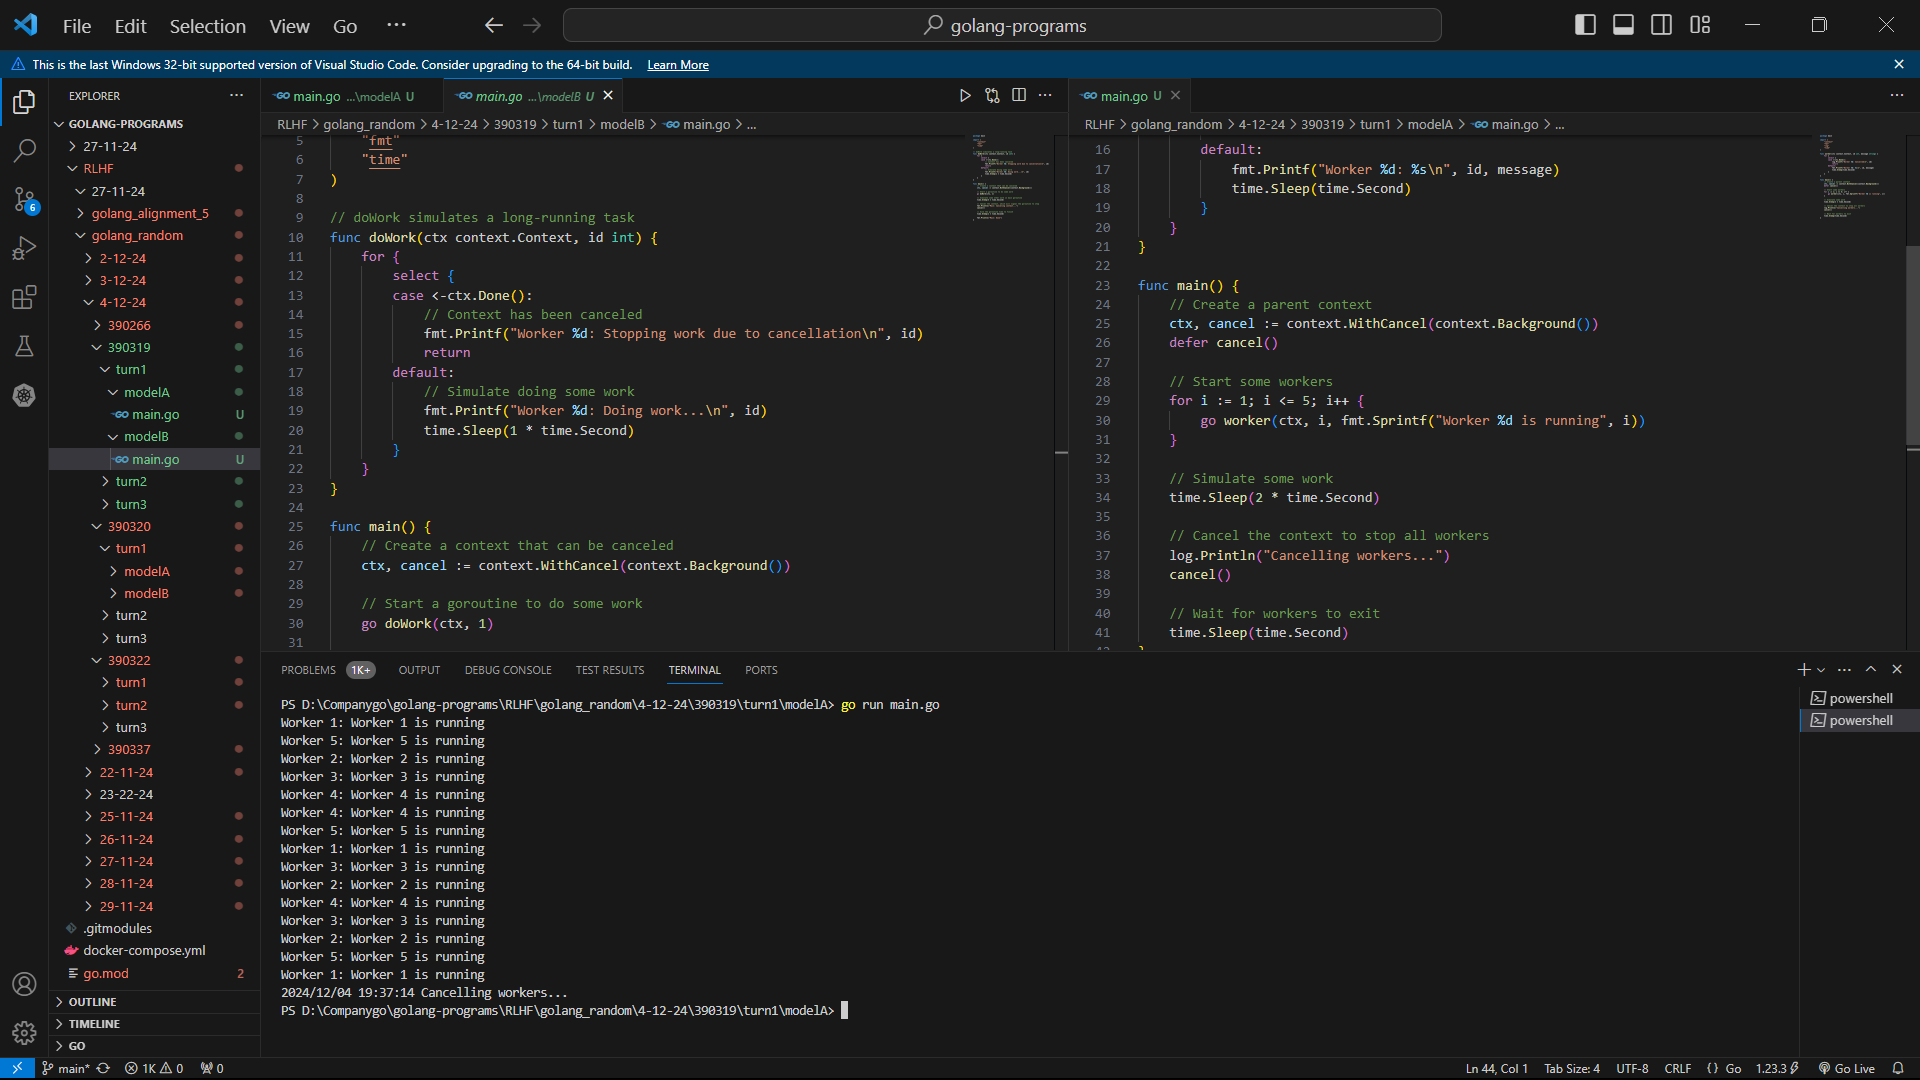 File Edit Selection View Go ···
golang-programs
This is the last Windows 32-bit supported version of Visual Studio Code. Consider upgrading to the 64-bit build. Learn More
EXPLORER
GOLANG-PROGRAMS
27-11-24
RLHF
27-11-24
golang_alignment_5
golang_random
2-12-24
3-12-24
4-12-24
390266
390319
turn1
modelA
main.go U
modelB
main.go U
turn2
turn3
390320
turn1
modelA
modelB
turn2
turn3
390322
turn1
turn2
turn3
390337
22-11-24
23-22-24
25-11-24
26-11-24
27-11-24
28-11-24
29-11-24
.gitmodules
docker-compose.yml
go.mod 2
OUTLINE
TIMELINE
GO
6
main.go ...\modelA U
main.go ...\modelB U
RLHF > golang_random > 4-12-24 > 390319 > turn1 > modelB > main.go > ...
5 "fmt"
6 "time"
7 )
8
9 // doWork simulates a long-running task
10 func doWork(ctx context.Context, id int) {
11 for {
12 select {
13 case <-ctx.Done():
14 // Context has been canceled
15 fmt.Printf("Worker %d: Stopping work due to cancellation\n", id)
16 return
17 default:
18 // Simulate doing some work
19 fmt.Printf("Worker %d: Doing work...\n", id)
20 time.Sleep(1 * time.Second)
21 }
22 }
23 }
24
25 func main() {
26 // Create a context that can be canceled
27 ctx, cancel := context.WithCancel(context.Background())
28
29 // Start a goroutine to do some work
30 go doWork(ctx, 1)
31
main.go U
RLHF > golang_random > 4-12-24 > 390319 > turn1 > modelA > main.go > ...
16 default:
17 fmt.Printf("Worker %d: %s\n", id, message)
18 time.Sleep(time.Second)
19 }
20 }
21 }
22
23 func main() {
24 // Create a parent context
25 ctx, cancel := context.WithCancel(context.Background())
26 defer cancel()
27
28 // Start some workers
29 for i := 1; i <= 5; i++ {
30 go worker(ctx, i, fmt.Sprintf("Worker %d is running", i))
31 }
32
33 // Simulate some work
34 time.Sleep(2 * time.Second)
35
36 // Cancel the context to stop all workers
37 log.Println("Cancelling workers...")
38 cancel()
39
40 // Wait for workers to exit
41 time.Sleep(time.Second)
PROBLEMS 1K+ OUTPUT DEBUG CONSOLE TEST RESULTS TERMINAL PORTS
PS D:\Companygo\golang-programs\RLHF\golang_random\4-12-24\390319\turn1\modelA> go run main.go
Worker 1: Worker 1 is running
Worker 5: Worker 5 is running
Worker 2: Worker 2 is running
Worker 3: Worker 3 is running
Worker 4: Worker 4 is running
Worker 4: Worker 4 is running
Worker 5: Worker 5 is running
Worker 1: Worker 1 is running
Worker 3: Worker 3 is running
Worker 2: Worker 2 is running
Worker 4: Worker 4 is running
Worker 3: Worker 3 is running
Worker 2: Worker 2 is running
Worker 5: Worker 5 is running
Worker 1: Worker 1 is running
2024/12/04 19:37:14 Cancelling workers...
PS D:\Companygo\golang-programs\RLHF\golang_random\4-12-24\390319\turn1\modelA>
powershell
powershell
main* 1K 0 0
Ln 44, Col 1 Tab Size: 4 UTF-8 CRLF {} Go 1.23.3 Go Live